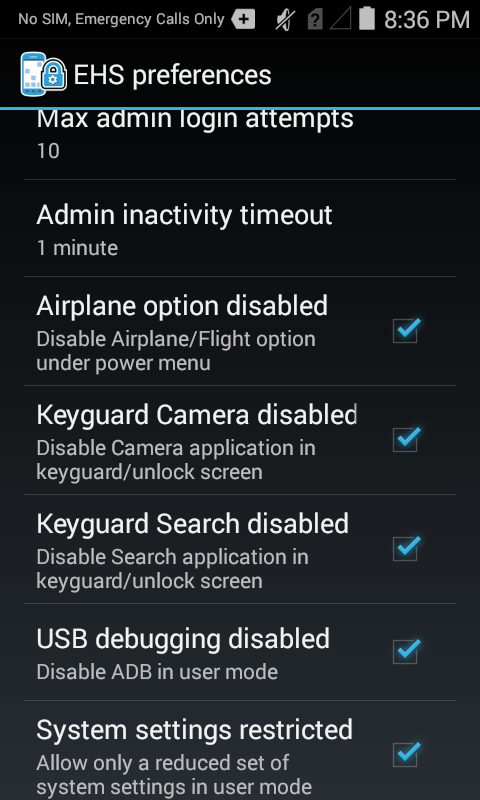 No SIM, Emergency Calls Only 8:36 PM
EHS preferences
Max admin login attempts
10
Admin inactivity timeout
1 minute
Airplane option disabled
Disable Airplane/Flight option
under power menu
Keyguard Camera disabled
Disable Camera application in
keyguard/unlock screen
Keyguard Search disabled
Disable Search application in
keyguard/unlock screen
USB debugging disabled
Disable ADB in user mode
System settings restricted
Allow only a reduced set of
system settings in user mode